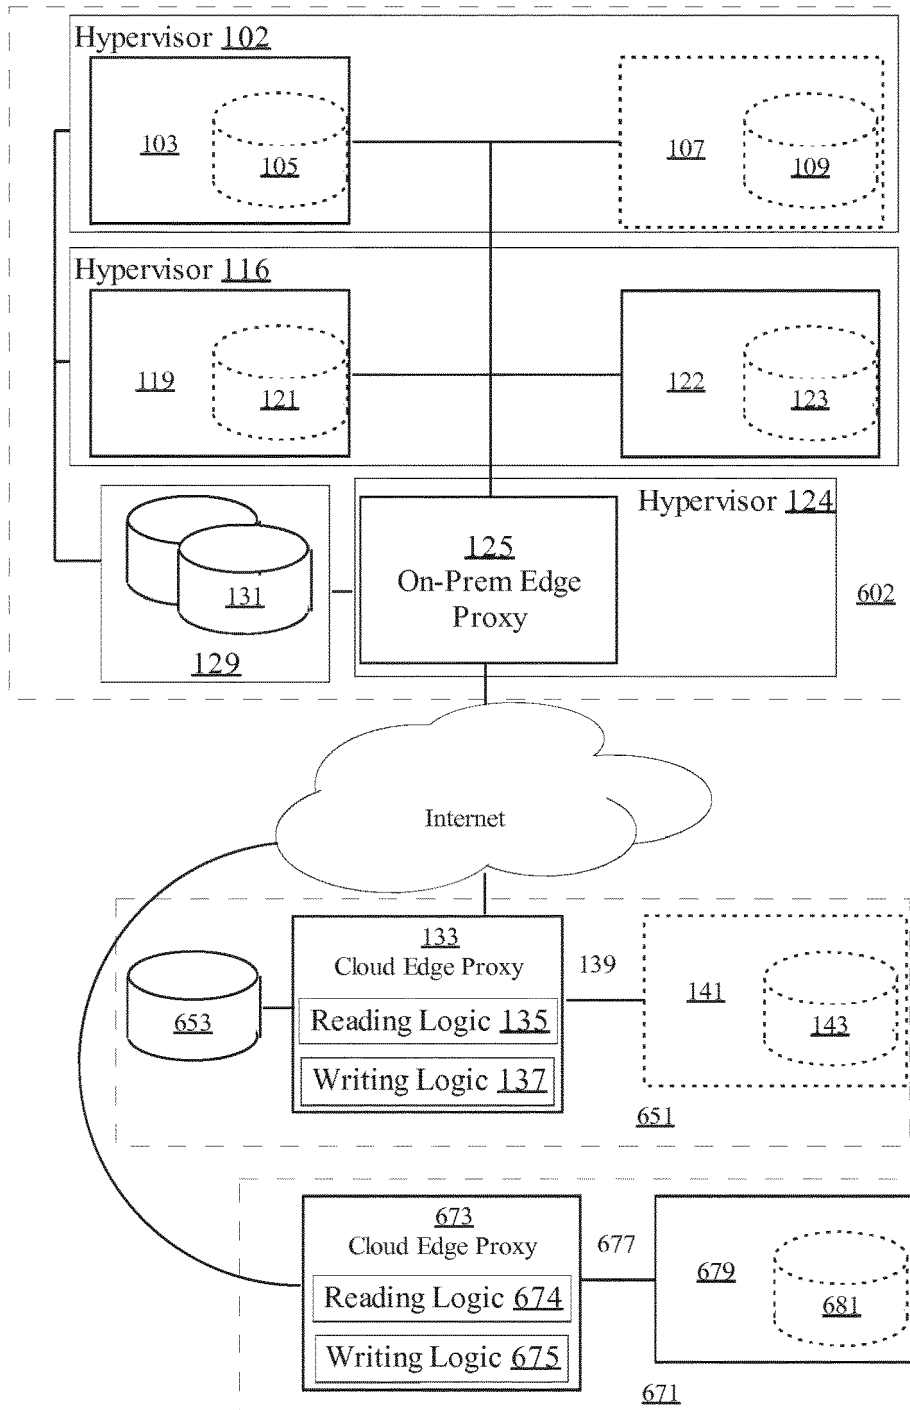 Hypervisor 102
103
105
107
109
Hypervisor 116
119
121
122
123
Hypervisor 124
125
On-Prem Edge
Proxy
131
129
602
Internet
133
Cloud Edge Proxy
Reading Logic 135
Writing Logic 137
653
139
141
143
651
673
Cloud Edge Proxy
Reading Logic 674
Writing Logic 675
677
679
681
671